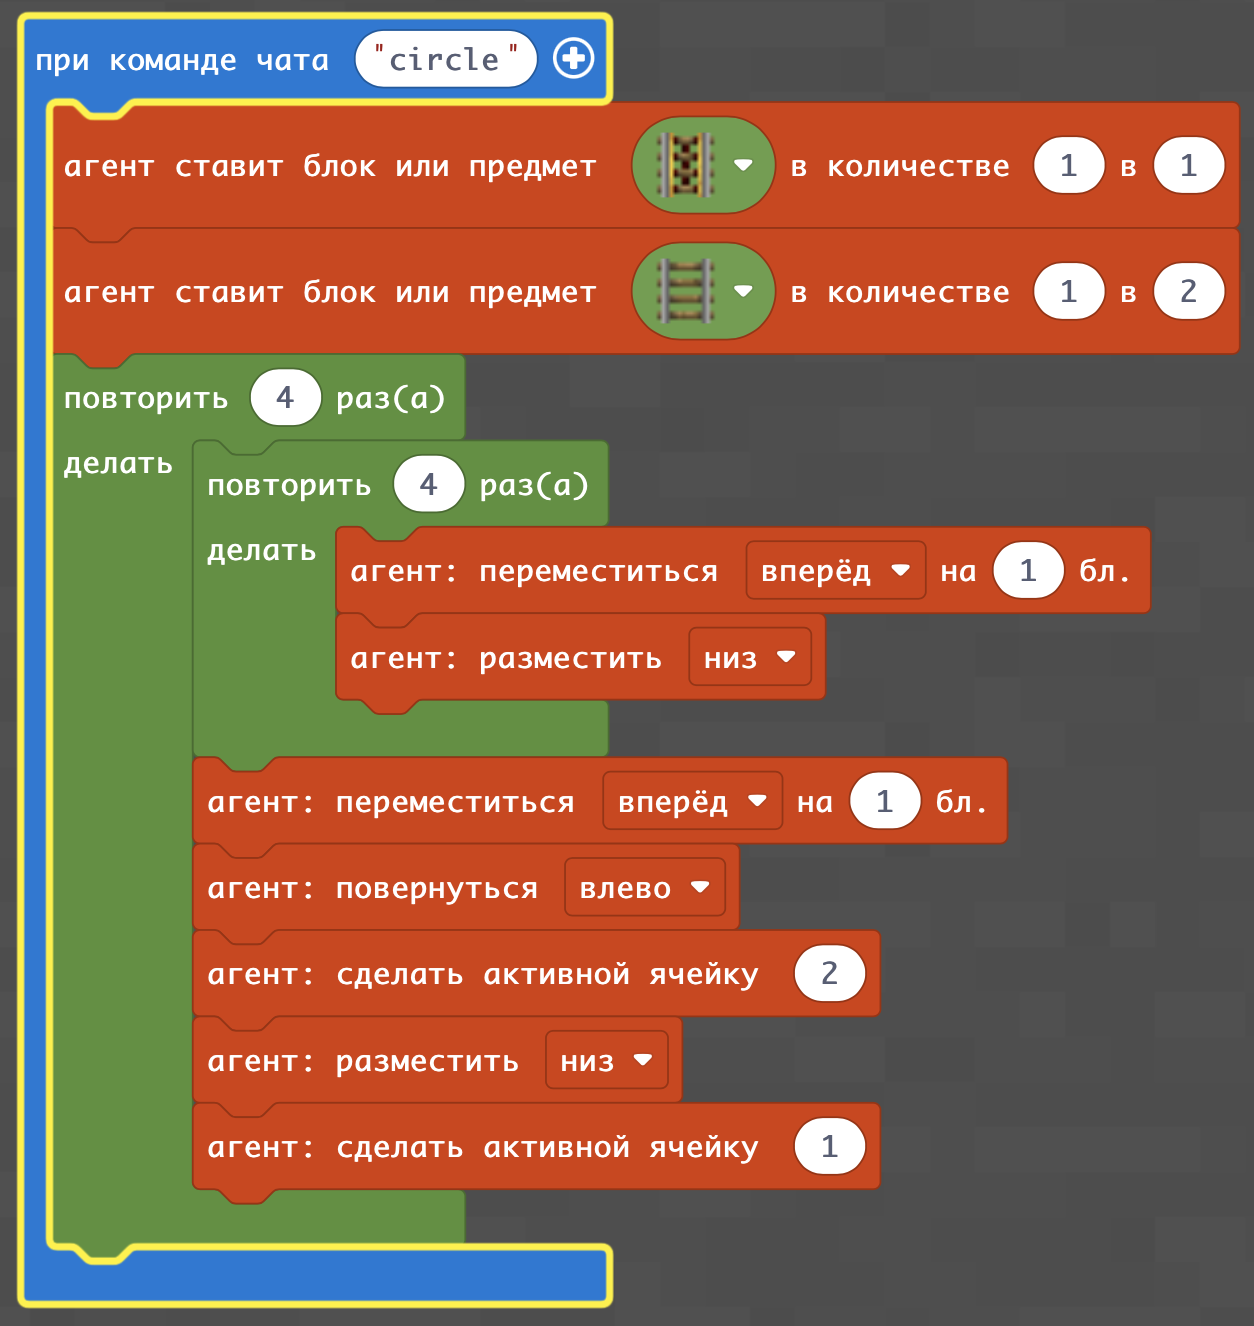 при команде чата "circle"
агент ставит блок или предмет в количестве 1 в 1
агент ставит блок или предмет в количестве 1 в 2
повторить 4 раз(а)
делать
повторить 4 раз(а)
делать
агент: переместиться вперёд на 1 бл.
агент: разместить низ
агент: переместиться вперёд на 1 бл.
агент: повернуться влево
агент: сделать активной ячейку 2
агент: разместить низ
агент: сделать активной ячейку 1